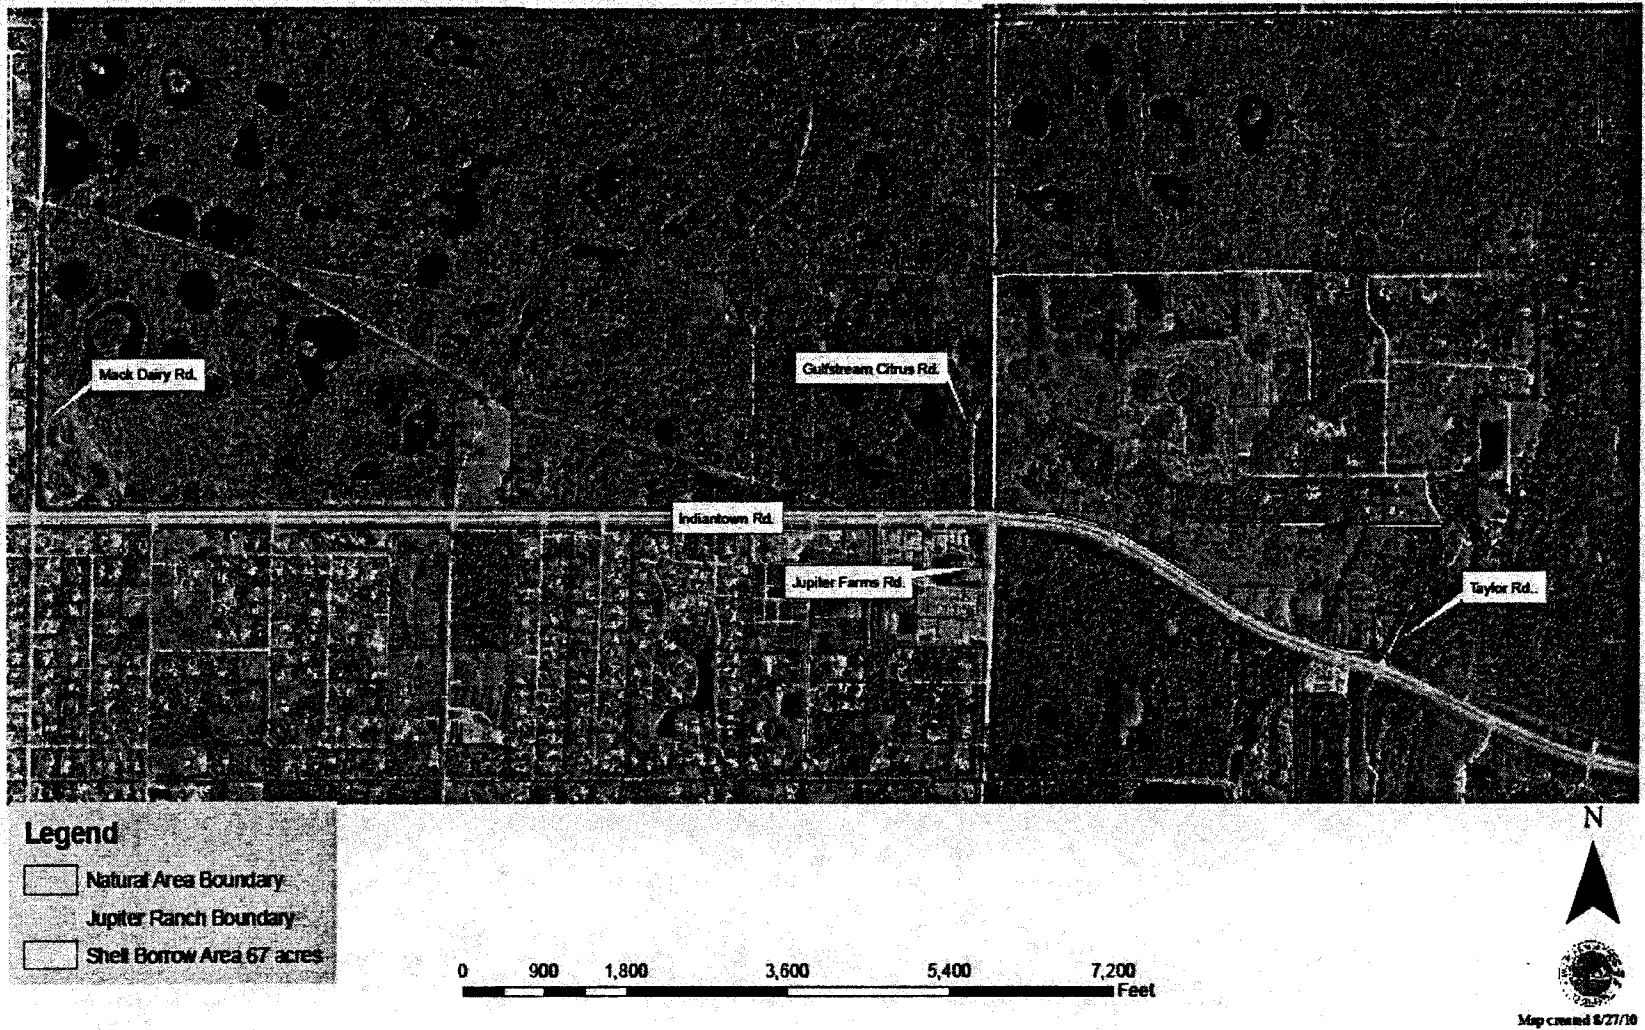 Mack Dairy Rd.
Gulfstream Citrus Rd.
Indiantown Rd.
Jupiter Farms Rd.
Taylor Rd..
Legend
Natural Area Boundary
Jupiter Ranch Boundary
Shell Borrow Area 67 acres
N
0 900 1,800 3,600 5,400 7,200
Feet
Map created 8/27/10